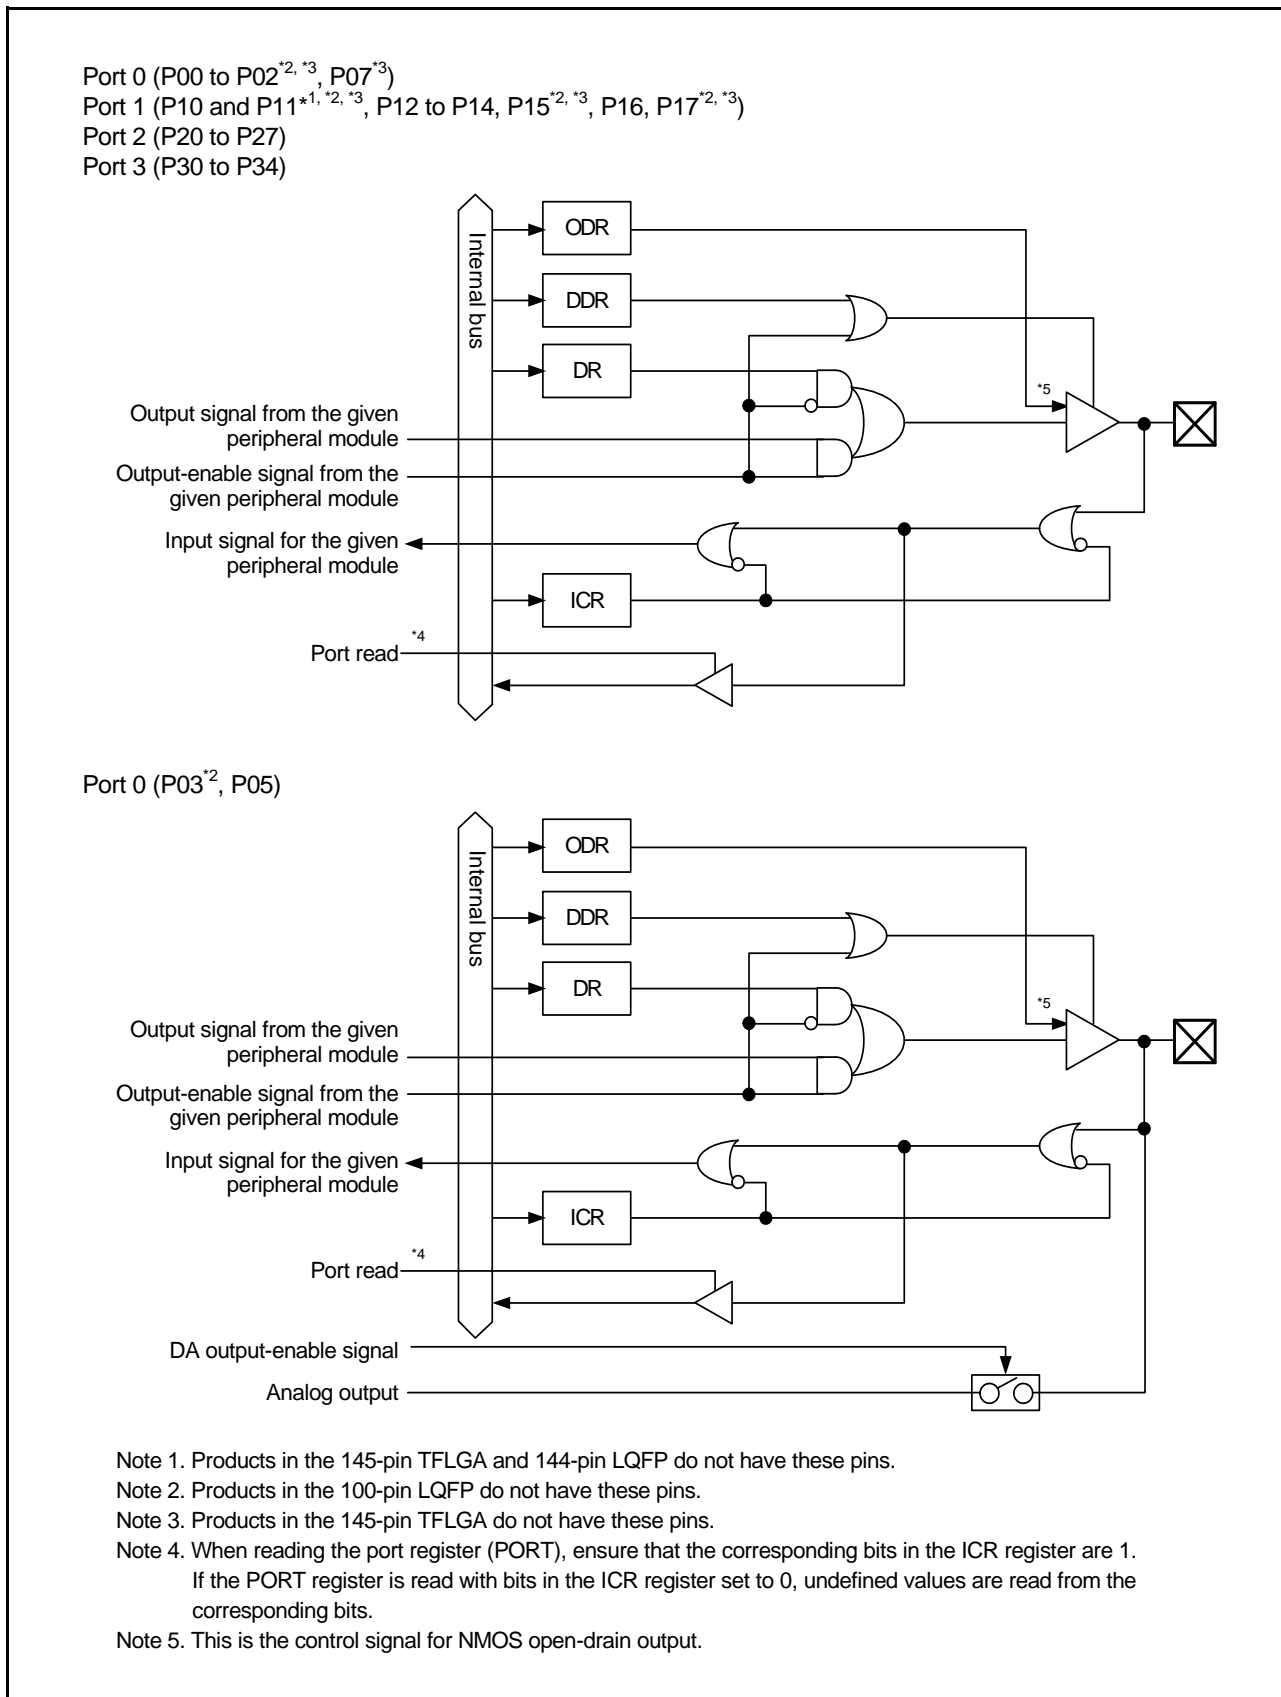 Port 0 (P00 to P02*2, *3, P07*3)
Port 1 (P10 and P11*1, *2, *3, P12 to P14, P15*2, *3, P16, P17*2, *3)
Port 2 (P20 to P27)
Port 3 (P30 to P34)
Internal bus
ODR
DDR
DR
*5
Output signal from the given
peripheral module
Output-enable signal from the
given peripheral module
Input signal for the given
peripheral module
ICR
Port read
*4
Port 0 (P03*2, P05)
Internal bus
ODR
DDR
DR
*5
Output signal from the given
peripheral module
Output-enable signal from the
given peripheral module
Input signal for the given
peripheral module
ICR
Port read
*4
DA output-enable signal
Analog output
Note 1. Products in the 145-pin TFLGA and 144-pin LQFP do not have these pins.
Note 2. Products in the 100-pin LQFP do not have these pins.
Note 3. Products in the 145-pin TFLGA do not have these pins.
Note 4. When reading the port register (PORT), ensure that the corresponding bits in the ICR register are 1.
If the PORT register is read with bits in the ICR register set to 0, undefined values are read from the
corresponding bits.
Note 5. This is the control signal for NMOS open-drain output.